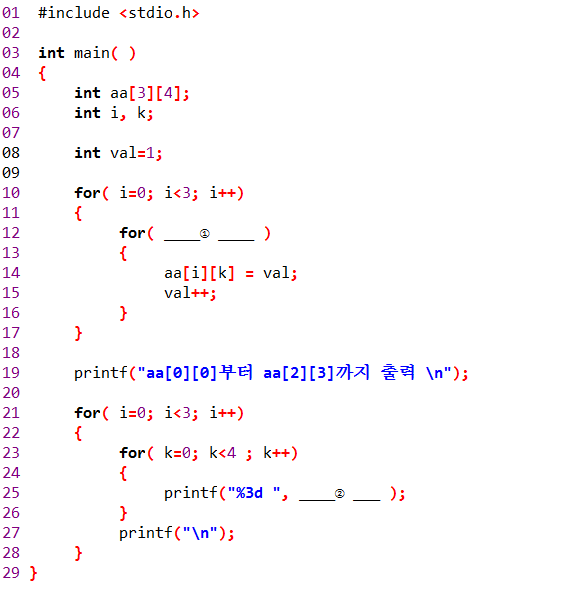 01 #include <stdio.h>
02
03 int main( )
04 {
05 int aa[3][4];
06 int i, k;
07
08 int val=1;
09
10 for( i=0; i<3; i++)
11 {
12 for( ____① ____ )
13 {
14 aa[i][k] = val;
15 val++;
16 }
17 }
18
19 printf("aa[0][0]부터 aa[2][3]까지 출력 \n");
20
21 for( i=0; i<3; i++)
22 {
23 for( k=0; k<4 ; k++)
24 {
25 printf("%3d ", ____② ___ );
26 }
27 printf("\n");
28 }
29 }